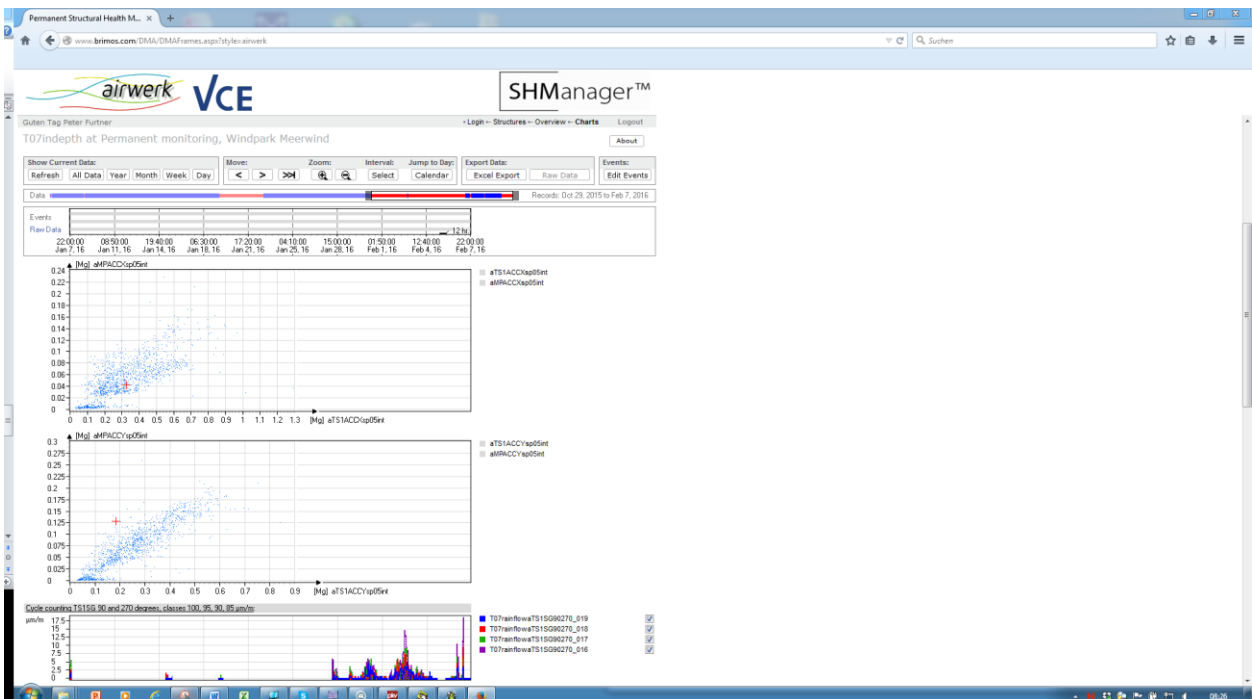 Permanent Structural Health M... × +
www.brimos.com/DMA/DMAFrames.aspx?style=airwerk
Suchen
airwerk VCE SHManager™
Guten Tag Peter Furtner
Login ← Structures ← Overview ← Charts Logout
T07indepth at Permanent monitoring, Windpark Meerwind
About
Show Current Data: Move: Zoom: Interval: Jump to Day: Export Data: Events:
Refresh All Data Year Month Week Day < > >>| Select Calendar Excel Export Raw Data Edit Events
Data Records: Oct 29, 2015 to Feb 7, 2016
Events
Raw Data 12 hr
22:00:00 08:50:00 19:40:00 06:30:00 17:20:00 04:10:00 15:00:00 01:50:00 12:40:00 22:00:00
Jan 7, 16 Jan 11, 16 Jan 14, 16 Jan 18, 16 Jan 21, 16 Jan 25, 16 Jan 28, 16 Feb 1, 16 Feb 4, 16 Feb 7, 16
[Mg] aMPACCXsp05int
0.24
0.22
0.2
0.18
0.16
0.14
0.12
0.1
0.08
0.06
0.04
0.02
0
aTS1ACCXsp05int
aMPACCXsp05int
0 0.1 0.2 0.3 0.4 0.5 0.6 0.7 0.8 0.9 1 1.1 1.2 1.3 [Mg] aTS1ACCXsp05int
[Mg] aMPACCYsp05int
0.3
0.275
0.25
0.225
0.2
0.175
0.15
0.125
0.1
0.075
0.05
0.025
0
aTS1ACCYsp05int
aMPACCYsp05int
0 0.1 0.2 0.3 0.4 0.5 0.6 0.7 0.8 0.9 [Mg] aTS1ACCYsp05int
Cycle counting TS1SG 90 and 270 degrees, classes 100, 95, 90, 85 µm/m:
µm/m 17.5
15
12.5
10
7.5
5
2.5
0
T07rainflowaTS1SG90270_019
T07rainflowaTS1SG90270_018
T07rainflowaTS1SG90270_017
T07rainflowaTS1SG90270_016
08:26